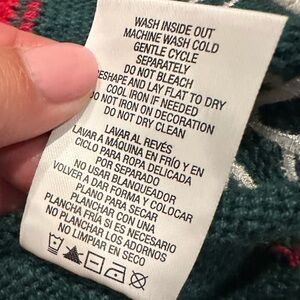 WASH INSIDE OUT
MACHINE WASH COLD
GENTLE CYCLE
SEPARATELY
DO NOT BLEACH
RESHAPE AND LAY FLAT TO DRY
COOL IRON IF NEEDED
DO NOT IRON ON DECORATION
DO NOT DRY CLEAN
LAVAR AL REVÉS
LAVAR A MAQUINA EN FRÍO Y EN
CICLO PARA ROPA DELICADA
POR SEPARADO
NO USAR BLANQUEADOR
VOLVER A DAR FORMA Y COLOCAR
PLANO PARA SECAR
PLANCHAR CON UNA
PLANCHA FRÍA SI ES NECESARIO
NO PLANCHAR LOS ADORNOS
NO LIMPIAR EN SECO